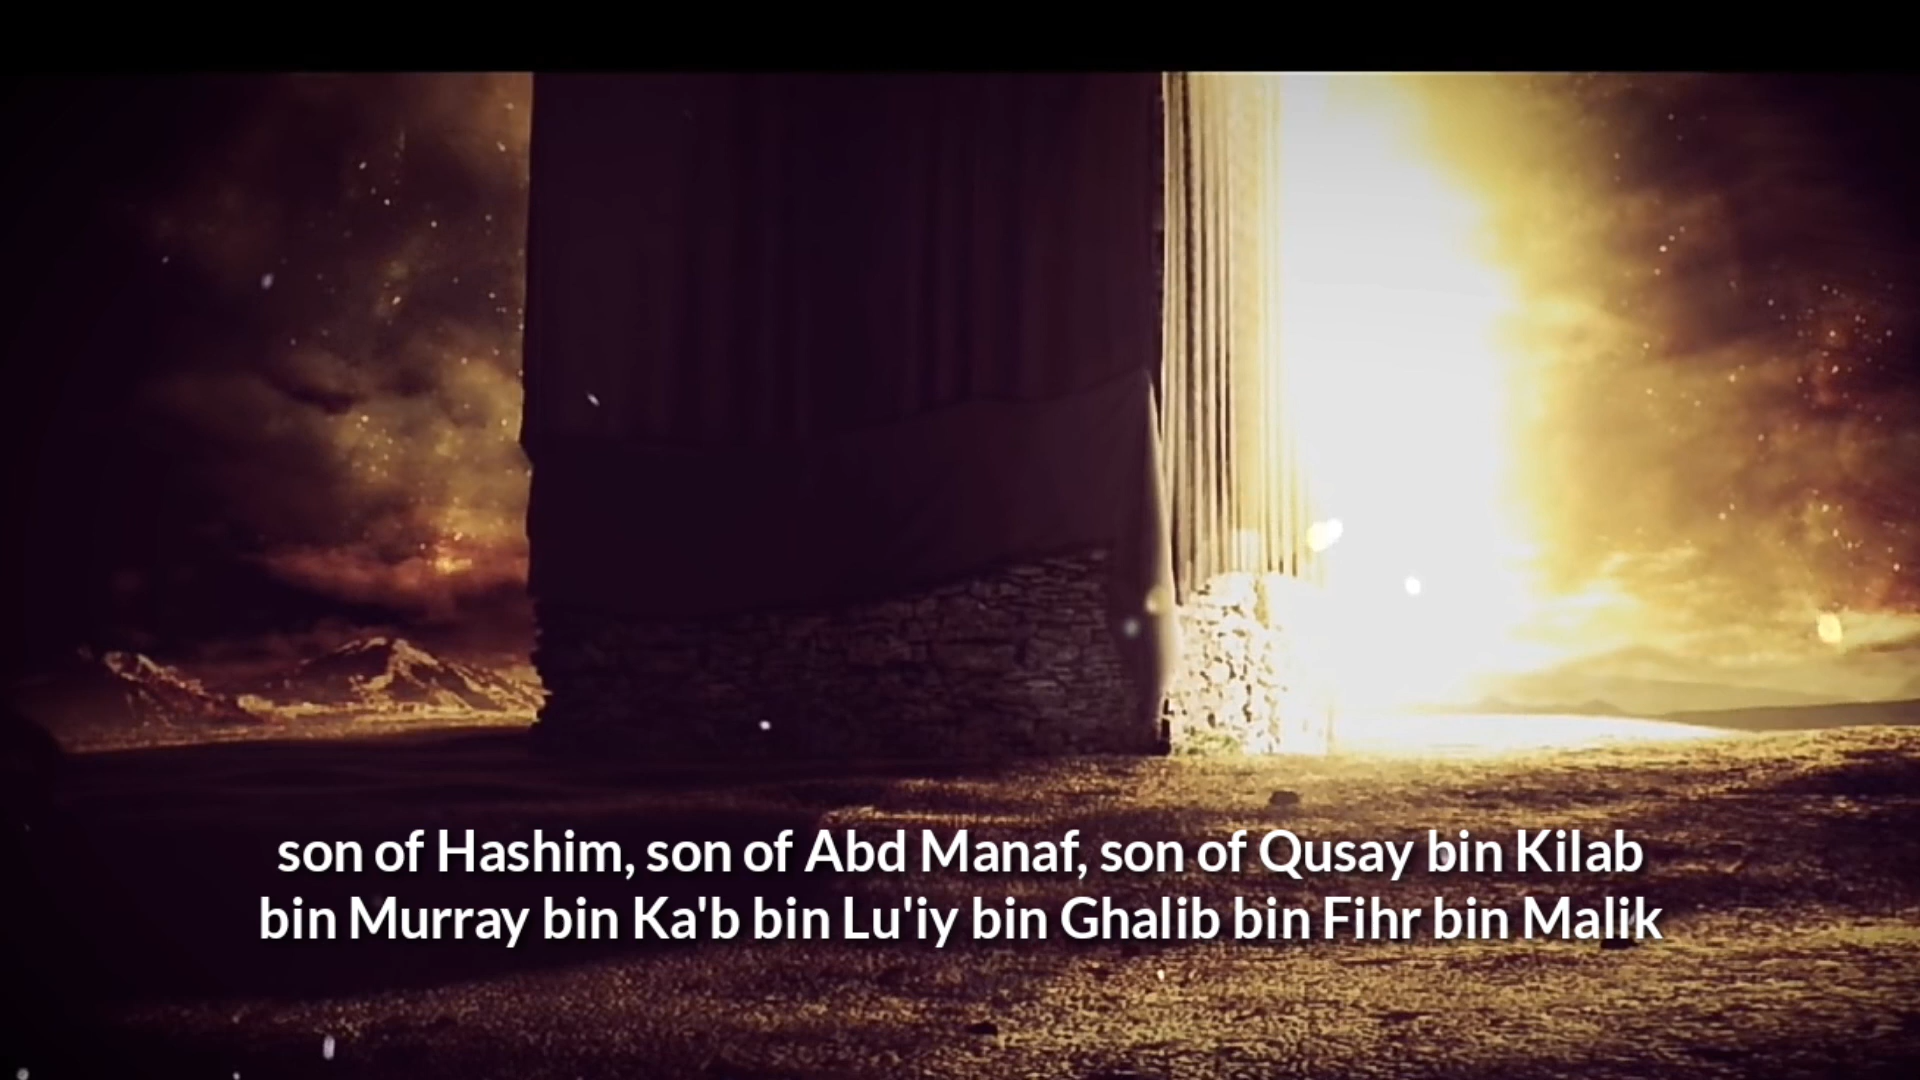 son of Hashim, son of Abd Manaf, son of Qusay bin Kilab
bin Murray bin Ka'b bin Lu'iy bin Ghalib bin Fihr bin Malik